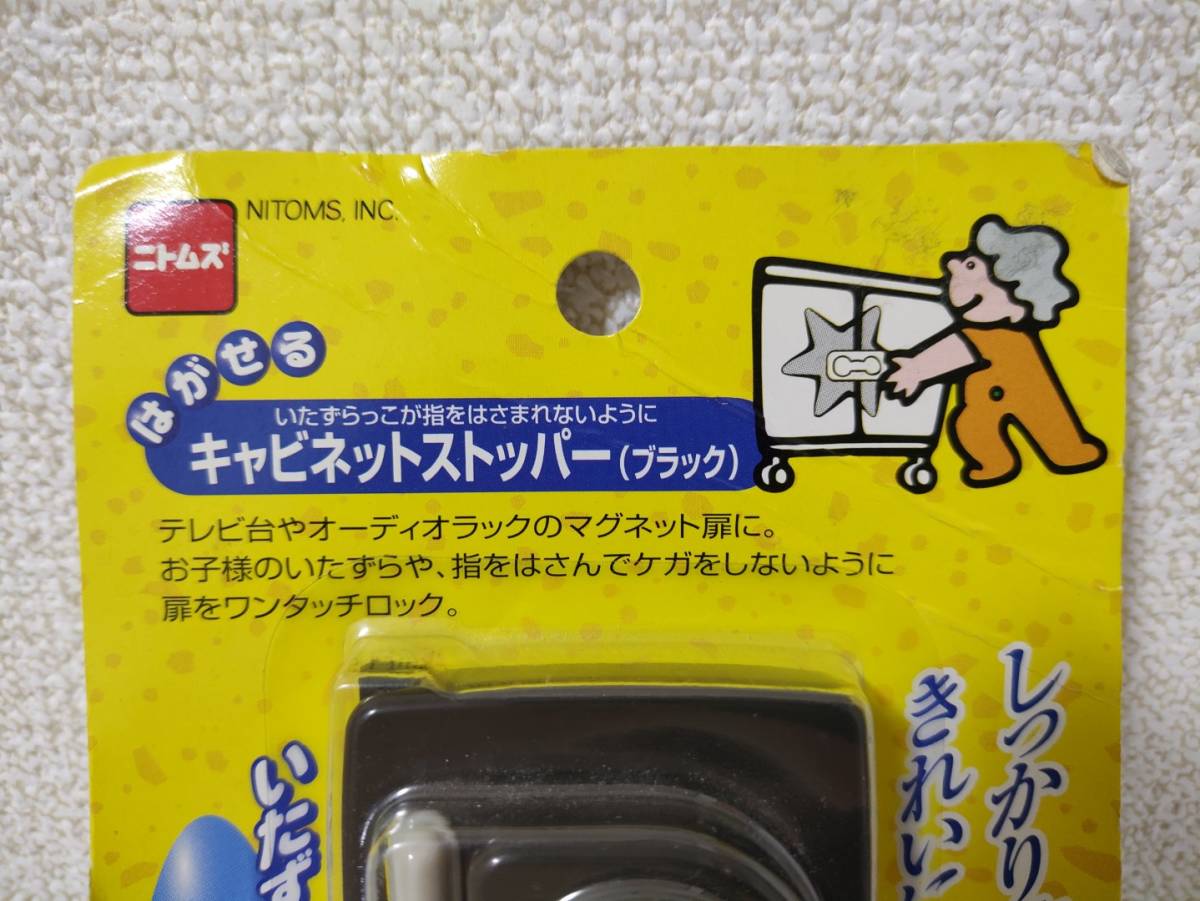 ニトムズ
NITOMS, INC.
はがせる
いたずらっこが指をはさまれないように
キャビネットストッパー(ブラック)
テレビ台やオーディオラックのマグネット扉に。
お子様のいたずらや、指をはさんでケガをしないように
扉をワンタッチロック。
しっかり
きれいに
いたず